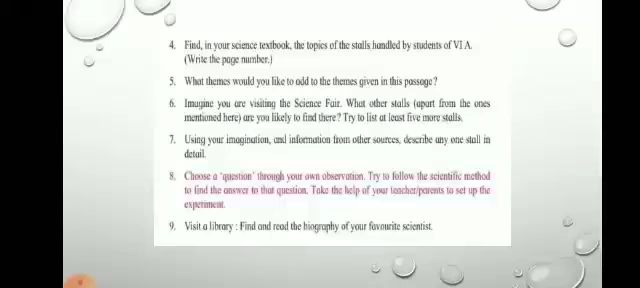 4. Find, in your science textbook, the topics of the stalls handled by students of VI A.
(Write the page number.)
5. What themes would you like to add to the themes given in this passage?
6. Imagine you are visiting the Science Fair. What other stalls (apart from the ones
mentioned here) are you likely to find there? Try to list at least five more stalls.
7. Using your imagination, and information from other sources, describe any one stall in
detail.
8. Choose a 'question' through your own observation. Try to follow the scientific method
to find the answer to that question. Take the help of your teacher/parents to set up the
experiment.
9. Visit a library : Find and read the biography of your favourite scientist.